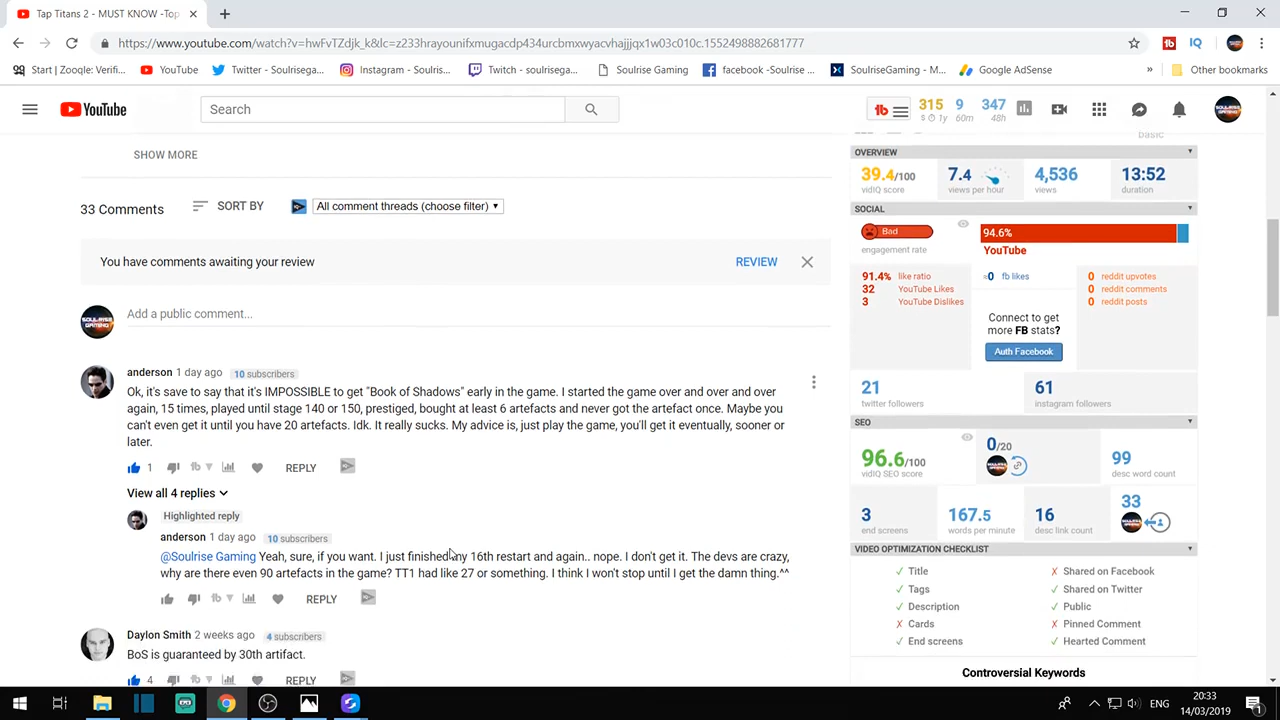 Tap Titans 2 - MUST KNOW -Top
https://www.youtube.com/watch?v=hwFvTZdjk_k&lc=z233hrayounifxmugacdp434urcbmxwyacvhajjjqx1w03c010c.1552498882681777
Start | Zooqle: Verifi... YouTube Twitter - Soulrisega... Instagram - Soulris... Twitch - soulrisega... Soulrise Gaming facebook -Soulrise ... SoulriseGaming - M... Google AdSense » Other bookmarks
YouTube
Search
315 9 347
1y 60m 48h
basic
SHOW MORE
33 Comments SORT BY All comment threads (choose filter)
You have comments awaiting your review REVIEW
Add a public comment...
anderson 1 day ago 10 subscribers
Ok, it's save to say that it's IMPOSSIBLE to get "Book of Shadows" early in the game. I started the game over and over and over
again, 15 times, played until stage 140 or 150, prestiged, bought at least 6 artefacts and never got the artefact once. Maybe you
can't even get it until you have 20 artefacts. Idk. It really sucks. My advice is, just play the game, you'll get it eventually, sooner or
later.
1 REPLY
View all 4 replies
Highlighted reply
anderson 1 day ago 10 subscribers
@Soulrise Gaming Yeah, sure, if you want. I just finished my 16th restart and again.. nope. I don't get it. The devs are crazy,
why are there even 90 artefacts in the game? TT1 had like 27 or something. I think I won't stop until I get the damn thing.^^
REPLY
Daylon Smith 2 weeks ago 4 subscribers
BoS is guaranteed by 30th artifact.
4 REPLY
OVERVIEW
39.4/100 7.4 4,536 13:52
vidIQ score views per hour views duration
SOCIAL
Bad 94.6%
engagement rate YouTube
91.4% like ratio ≈0 fb likes 0 reddit upvotes
32 YouTube Likes 0 reddit comments
3 YouTube Dislikes 0 reddit posts
Connect to get
more FB stats?
Auth Facebook
21 61
twitter followers instagram followers
SEO
96.6/100 0/20 99
vidIQ SEO score desc word count
3 167.5 16 33
end screens words per minute desc link count
VIDEO OPTIMIZATION CHECKLIST
✓ Title ✗ Shared on Facebook
✓ Tags ✓ Shared on Twitter
✓ Description ✓ Public
✗ Cards ✗ Pinned Comment
✓ End screens ✓ Hearted Comment
Controversial Keywords
ENG 20:33
14/03/2019